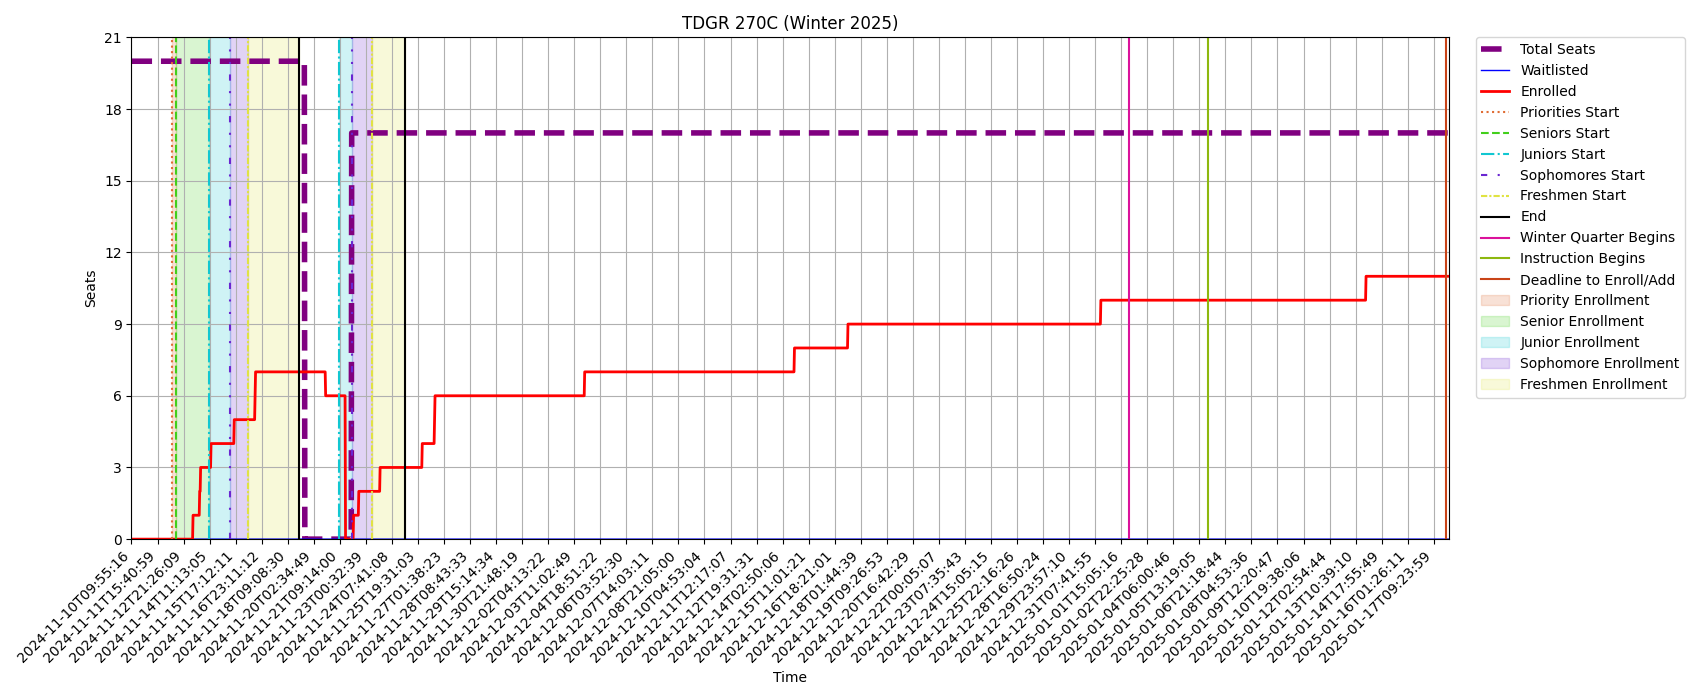 TDGR 270C (Winter 2025)
21
18
15
12
9
6
3
0
Seats
2024-11-10T09:55:16
2024-11-11T15:40:59
2024-11-12T21:26:09
2024-11-14T11:13:05
2024-11-15T17:12:11
2024-11-16T23:11:12
2024-11-18T09:08:30
2024-11-20T02:34:49
2024-11-21T09:14:00
2024-11-23T00:32:39
2024-11-24T07:41:08
2024-11-25T19:31:03
2024-11-27T01:38:23
2024-11-28T08:43:33
2024-11-29T15:14:34
2024-11-30T21:48:19
2024-12-02T04:13:22
2024-12-03T11:02:49
2024-12-04T18:51:22
2024-12-06T03:52:30
2024-12-07T14:03:11
2024-12-08T21:05:00
2024-12-10T04:53:04
2024-12-11T12:17:07
2024-12-12T19:31:31
2024-12-14T02:50:06
2024-12-15T11:01:21
2024-12-16T18:21:01
2024-12-18T01:44:39
2024-12-19T09:26:53
2024-12-20T16:42:29
2024-12-22T00:05:07
2024-12-23T07:35:43
2024-12-24T15:05:15
2024-12-25T22:16:26
2024-12-28T16:50:24
2024-12-29T23:57:10
2024-12-31T07:41:55
2025-01-01T15:05:16
2025-01-02T22:25:28
2025-01-04T06:00:46
2025-01-05T13:19:05
2025-01-06T21:18:44
2025-01-08T04:53:36
2025-01-09T12:20:47
2025-01-10T19:38:06
2025-01-12T02:54:44
2025-01-13T10:39:10
2025-01-14T17:55:49
2025-01-16T01:26:11
2025-01-17T09:23:59
Time
Total Seats
Waitlisted
Enrolled
Priorities Start
Seniors Start
Juniors Start
Sophomores Start
Freshmen Start
End
Winter Quarter Begins
Instruction Begins
Deadline to Enroll/Add
Priority Enrollment
Senior Enrollment
Junior Enrollment
Sophomore Enrollment
Freshmen Enrollment